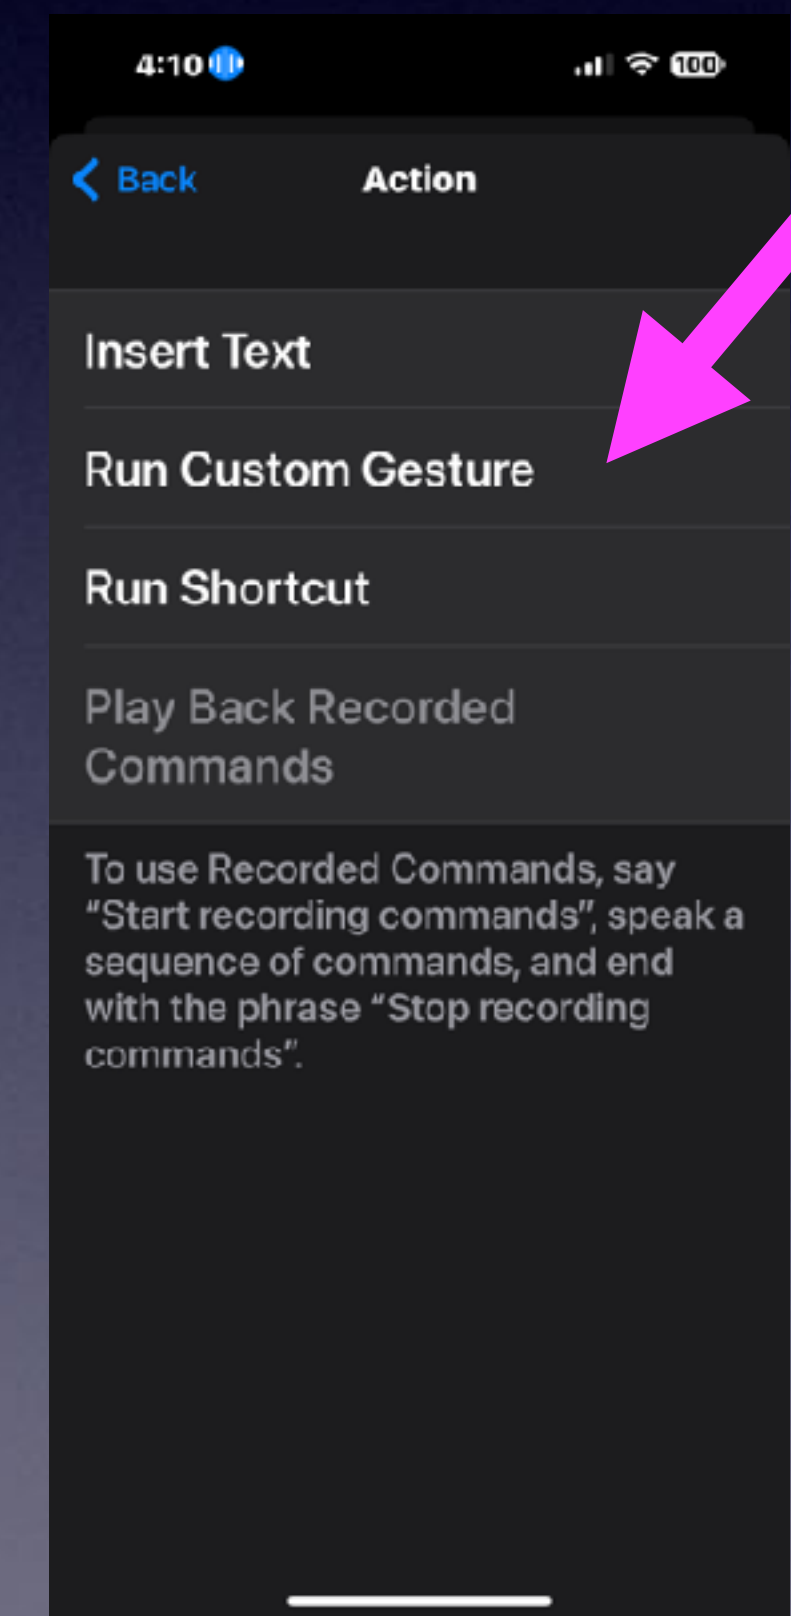 4:10
100
Back
Action
Insert Text
Run Custom Gesture
Run Shortcut
Play Back Recorded
Commands
To use Recorded Commands, say
“Start recording commands”, speak a
sequence of commands, and end
with the phrase “Stop recording
commands”.